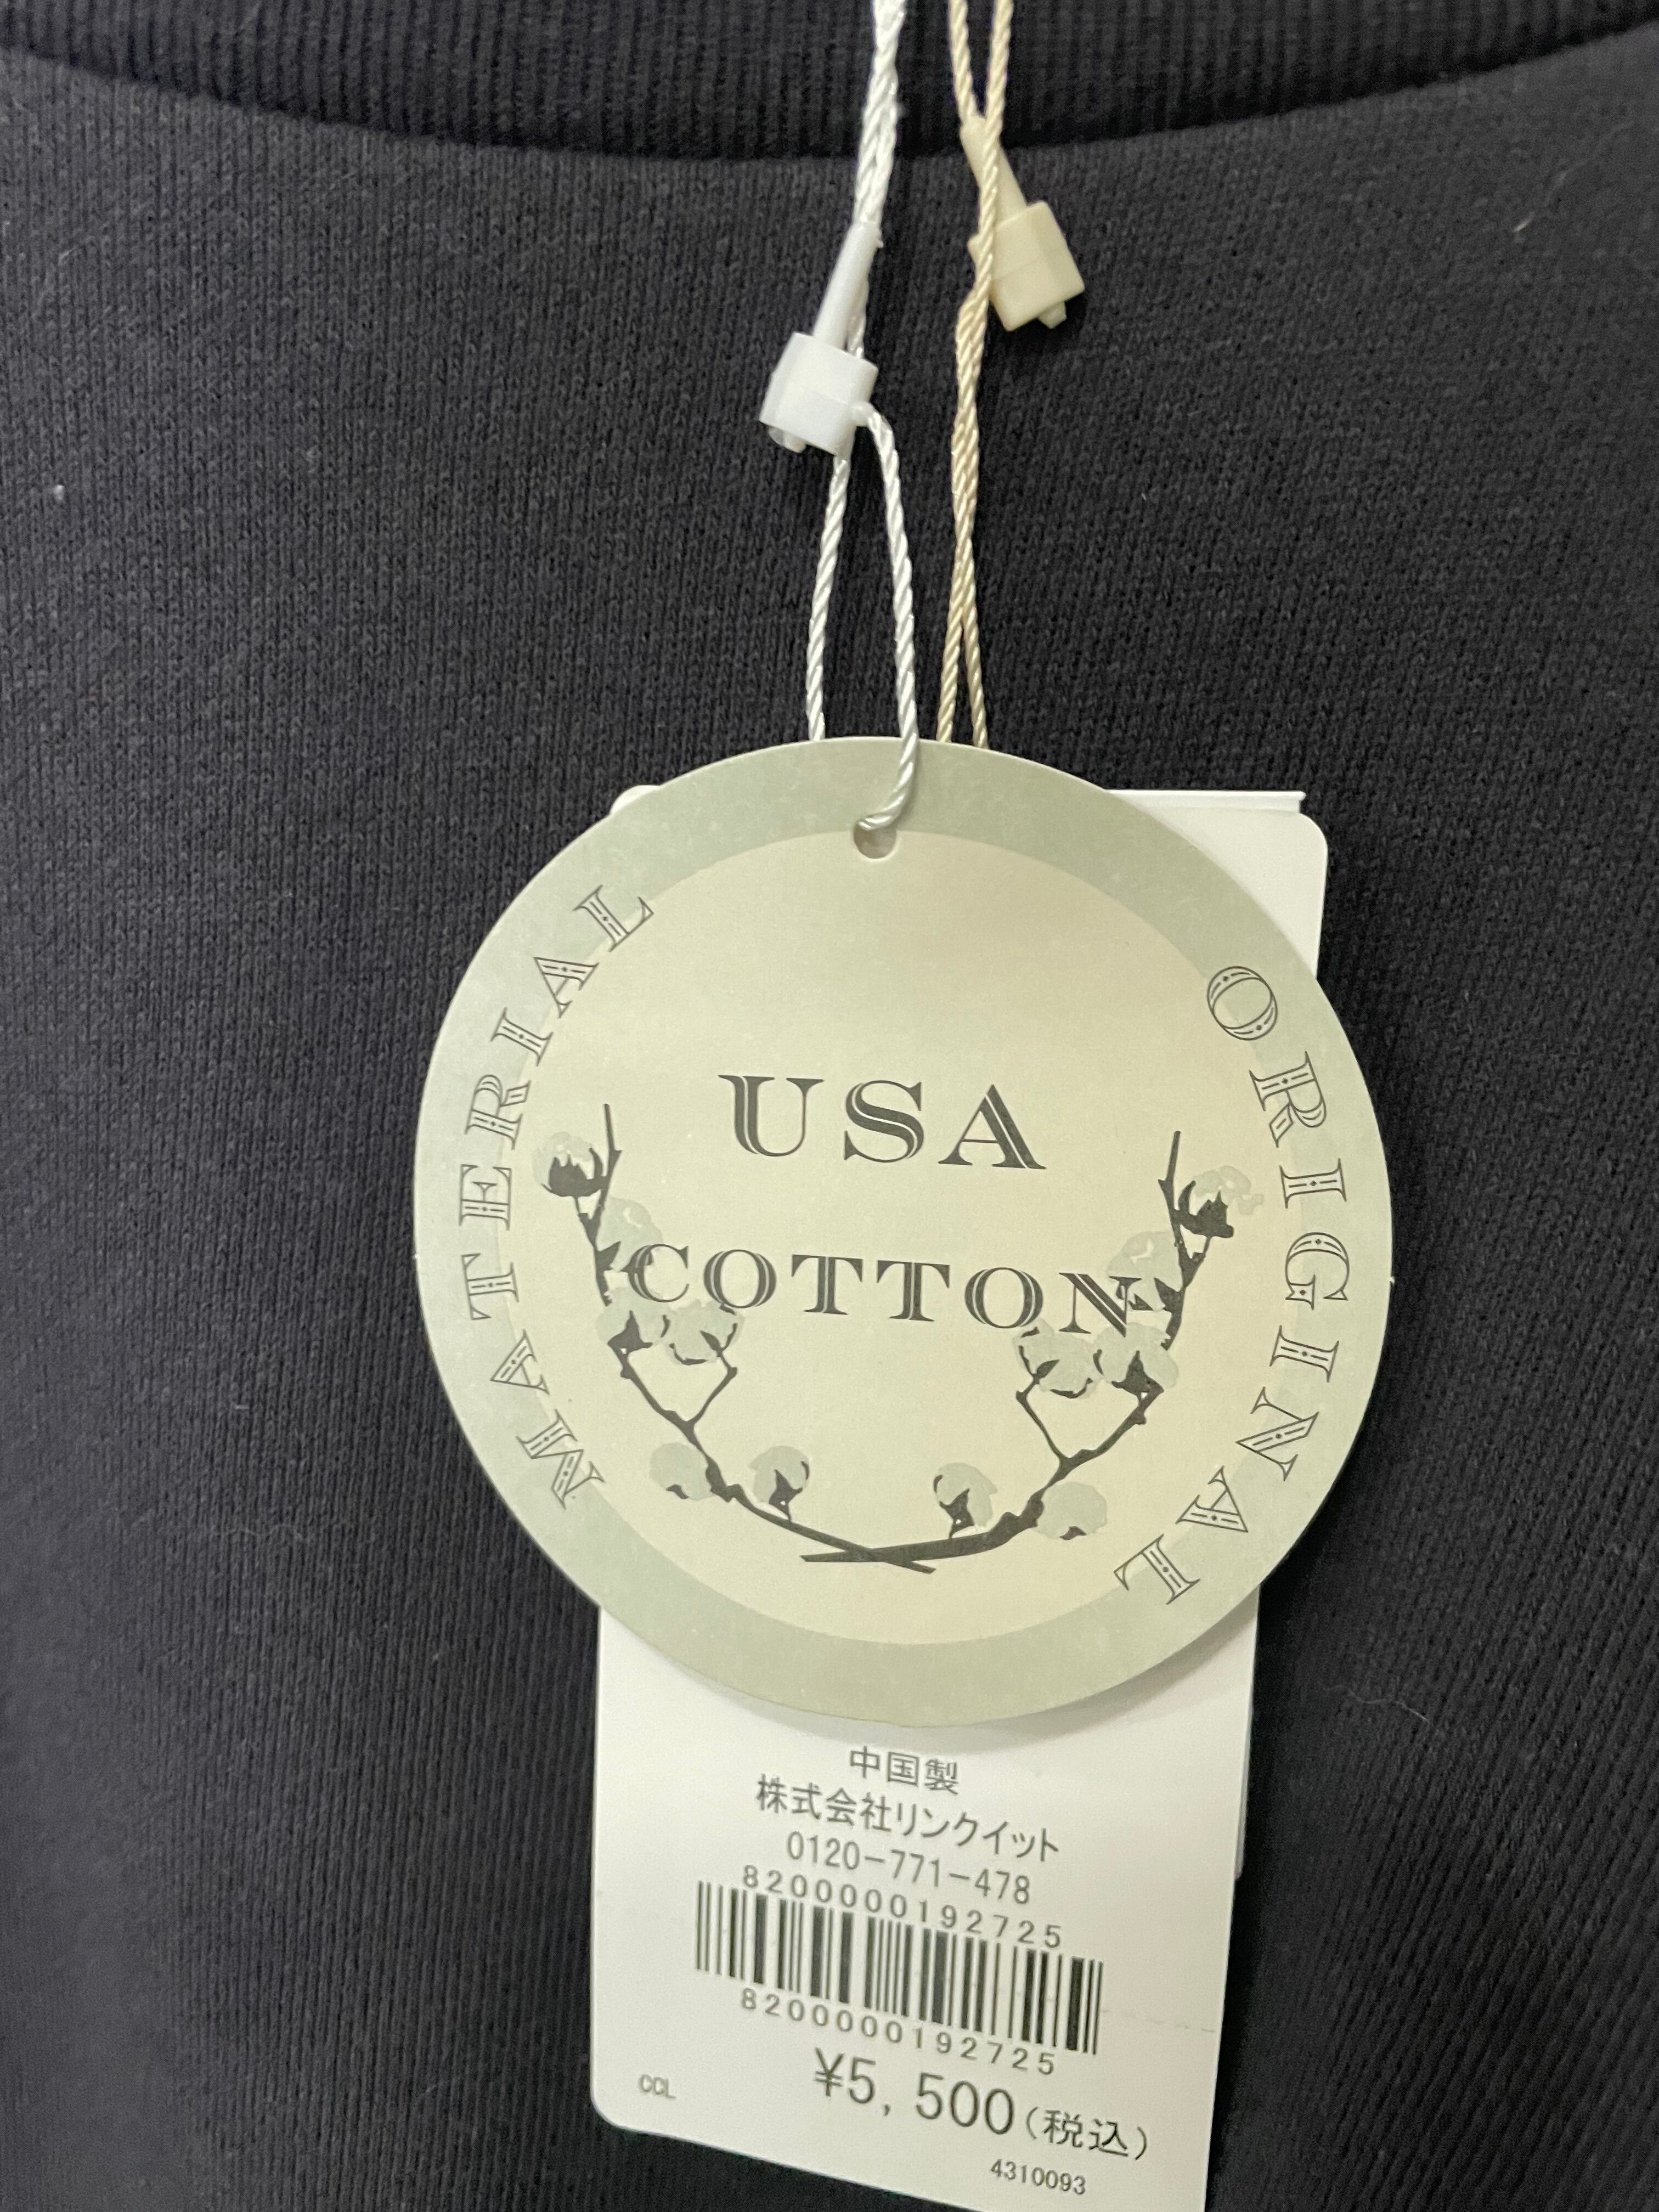 USA
COTTON
MATERIAL
ORIGINAL
中国製
株式会社リンクイット
0120-771-478
8200000192725
8200000192725
¥5,500(税込)
CCL
4310093